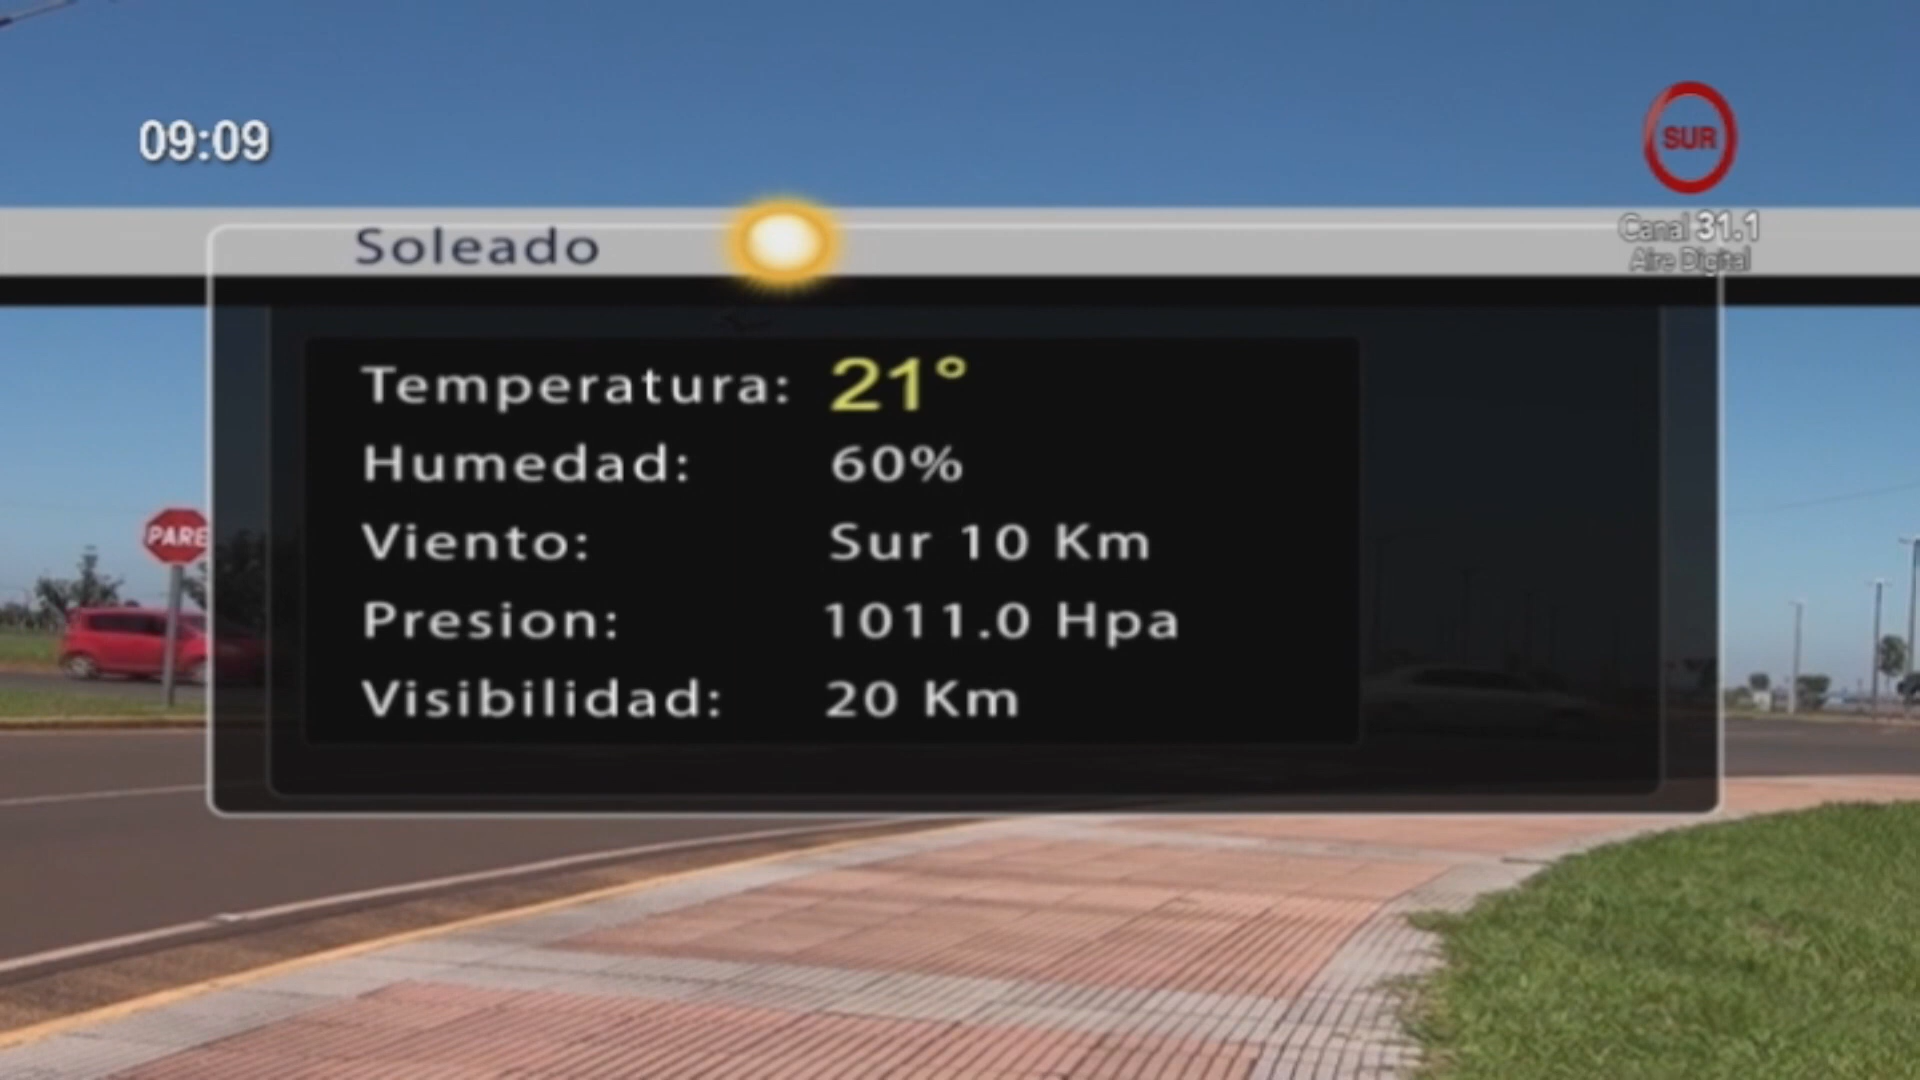 09:09
SUR
Canal 31.1
Aire Digital
Soleado
Temperatura: 21°
Humedad: 60%
Viento: Sur 10 Km
Presion: 1011.0 Hpa
Visibilidad: 20 Km
PARE